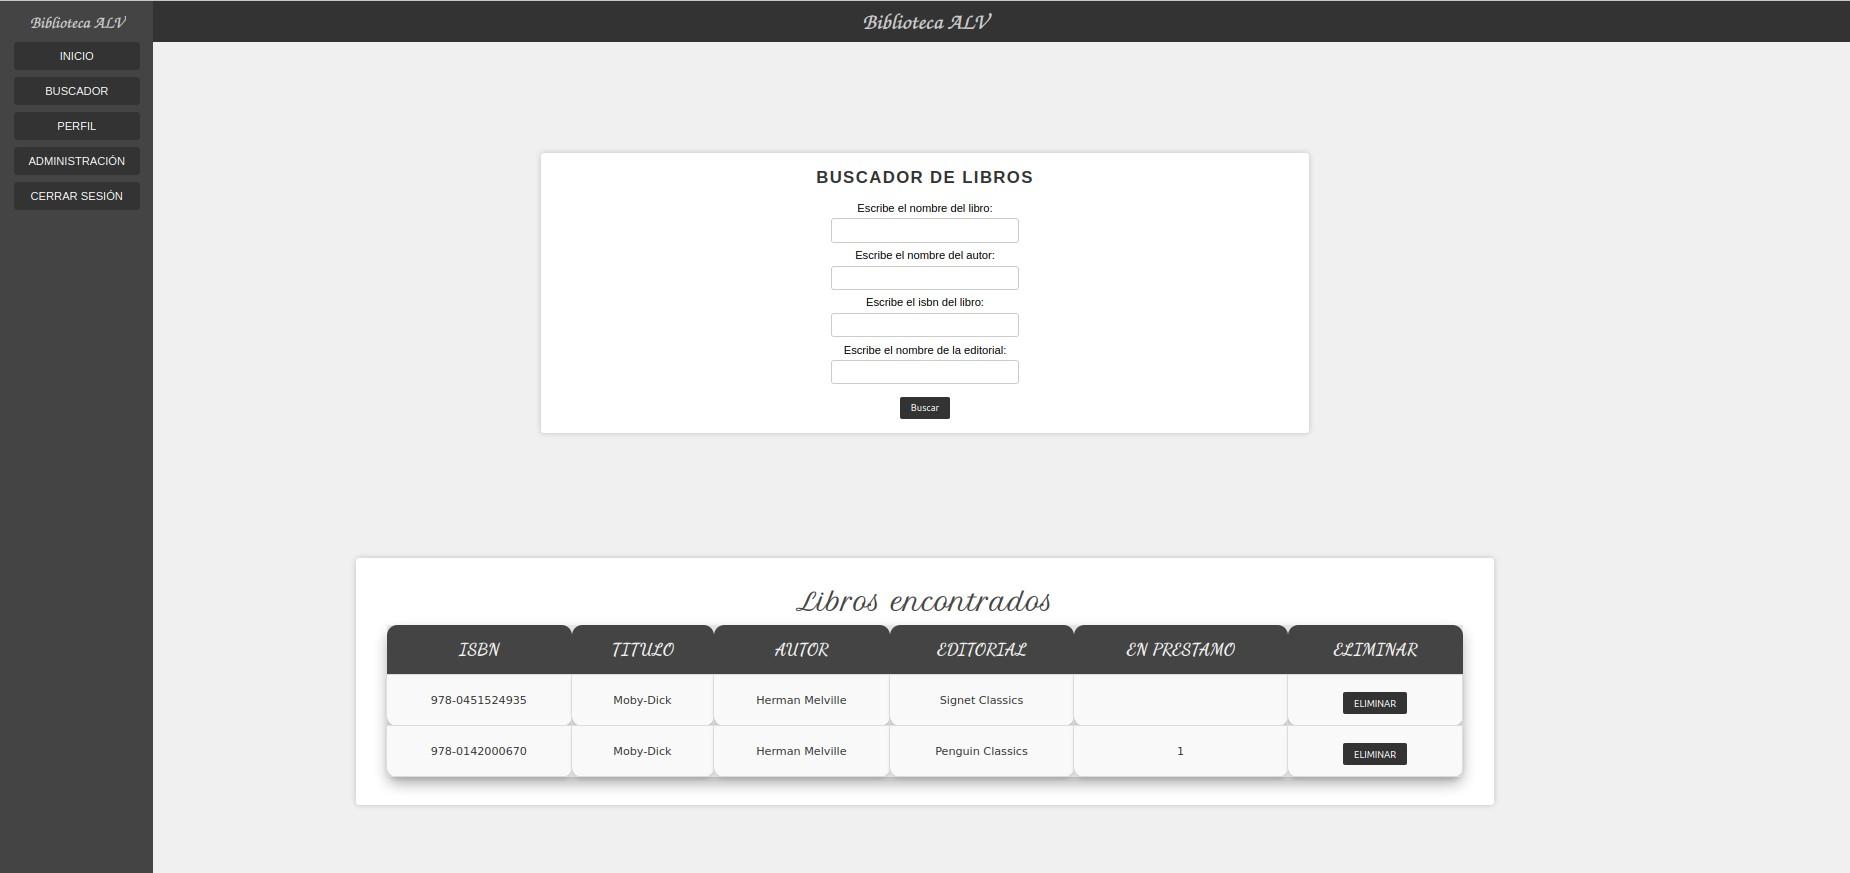 Biblioteca ALV
INICIO
BUSCADOR
PERFIL
ADMINISTRACIÓN
CERRAR SESIÓN
Biblioteca ALV
BUSCADOR DE LIBROS
Escribe el nombre del libro:
Escribe el nombre del autor:
Escribe el isbn del libro:
Escribe el nombre de la editorial:
Buscar
Libros encontrados
ISBN TITULO AUTOR EDITORIAL EN PRESTAMO ELIMINAR
978-0451524935 Moby-Dick Herman Melville Signet Classics ELIMINAR
978-0142000670 Moby-Dick Herman Melville Penguin Classics 1 ELIMINAR